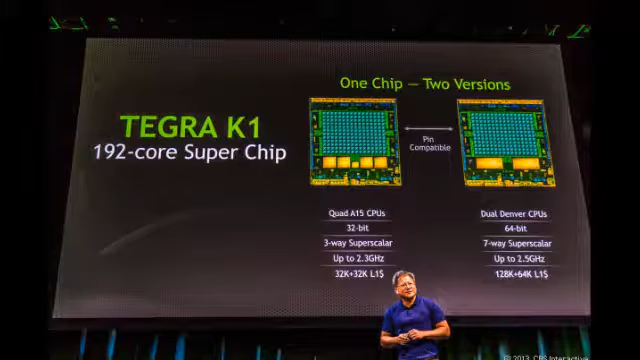 One Chip — Two Versions
TEGRA K1
192-core Super Chip
Pin
Compatible
Quad A15 CPUs
32-bit
3-way Superscalar
Up to 2.3GHz
32K+32K L1$
Dual Denver CPUs
64-bit
7-way Superscalar
Up to 2.5GHz
128K+64K L1$
© 2013, CBS Interactive